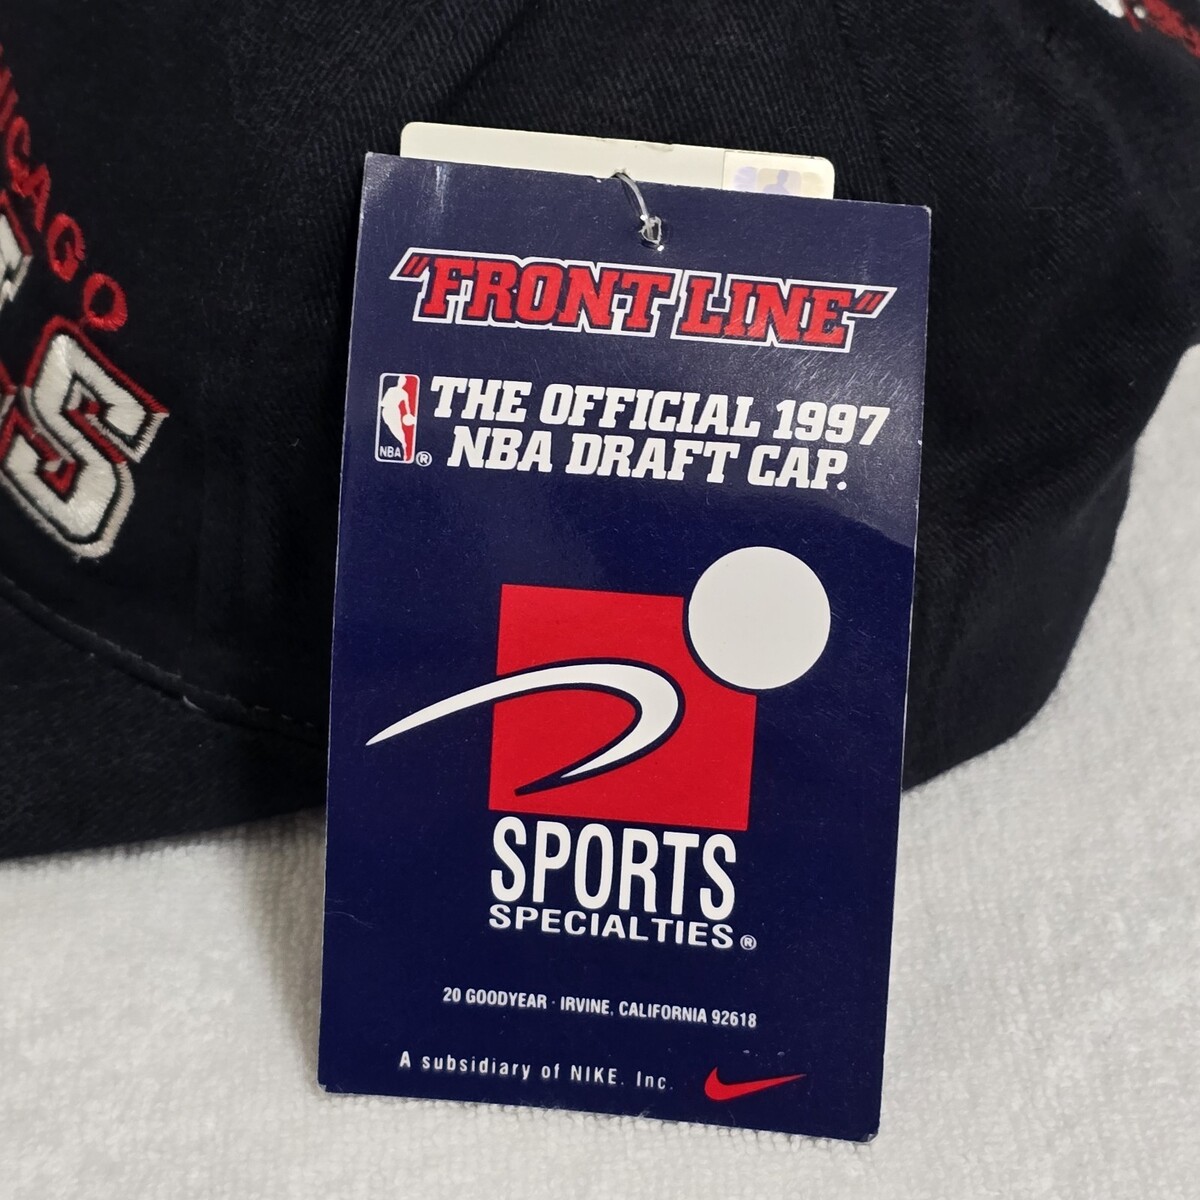 CAGO
S
"FRONT LINE"
THE OFFICIAL 1997
NBA DRAFT CAP.
NBA ®
SPORTS
SPECIALTIES®
20 GOODYEAR · IRVINE, CALIFORNIA 92618
A subsidiary of NIKE. Inc.